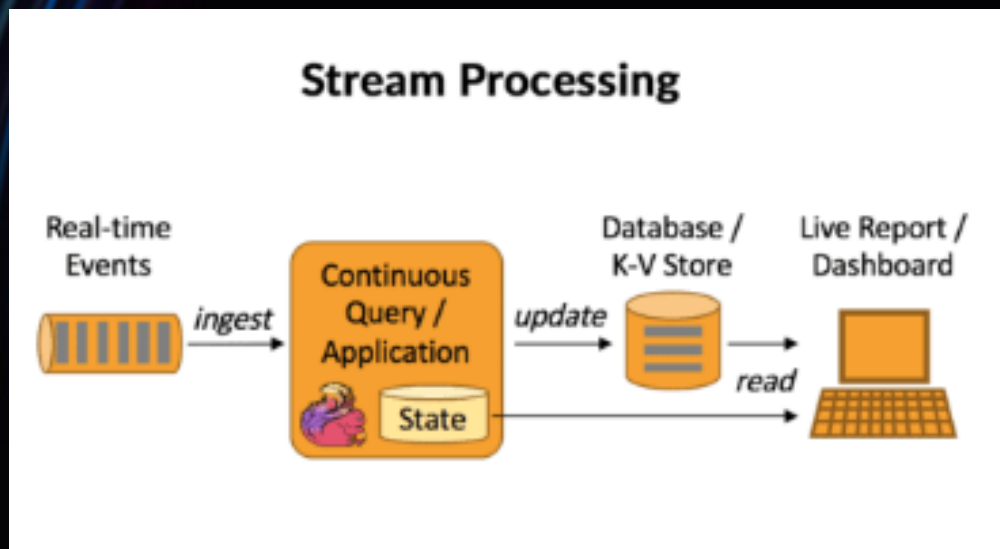 Stream Processing
Real-time
Events
ingest
Continuous
Query /
Application
State
update
Database /
K-V Store
read
Live Report /
Dashboard